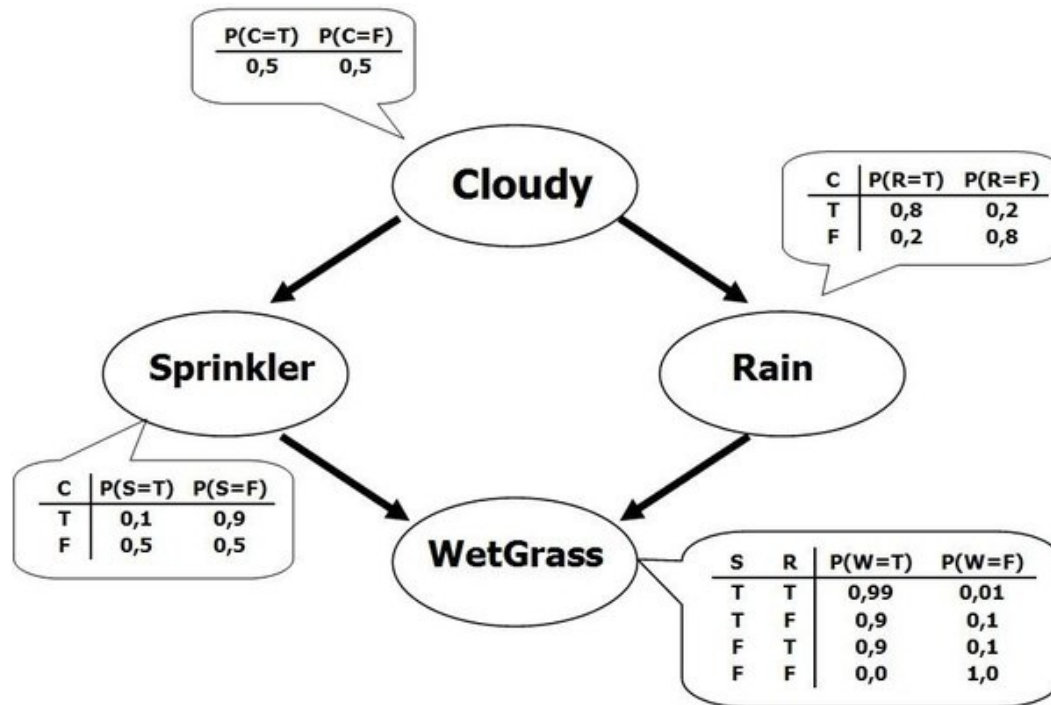 P(C=T) P(C=F)
0,5 0,5
Cloudy
C P(R=T) P(R=F)
T 0,8 0,2
F 0,2 0,8
Sprinkler
Rain
C P(S=T) P(S=F)
T 0,1 0,9
F 0,5 0,5
WetGrass
S R P(W=T) P(W=F)
T T 0,99 0,01
T F 0,9 0,1
F T 0,9 0,1
F F 0,0 1,0